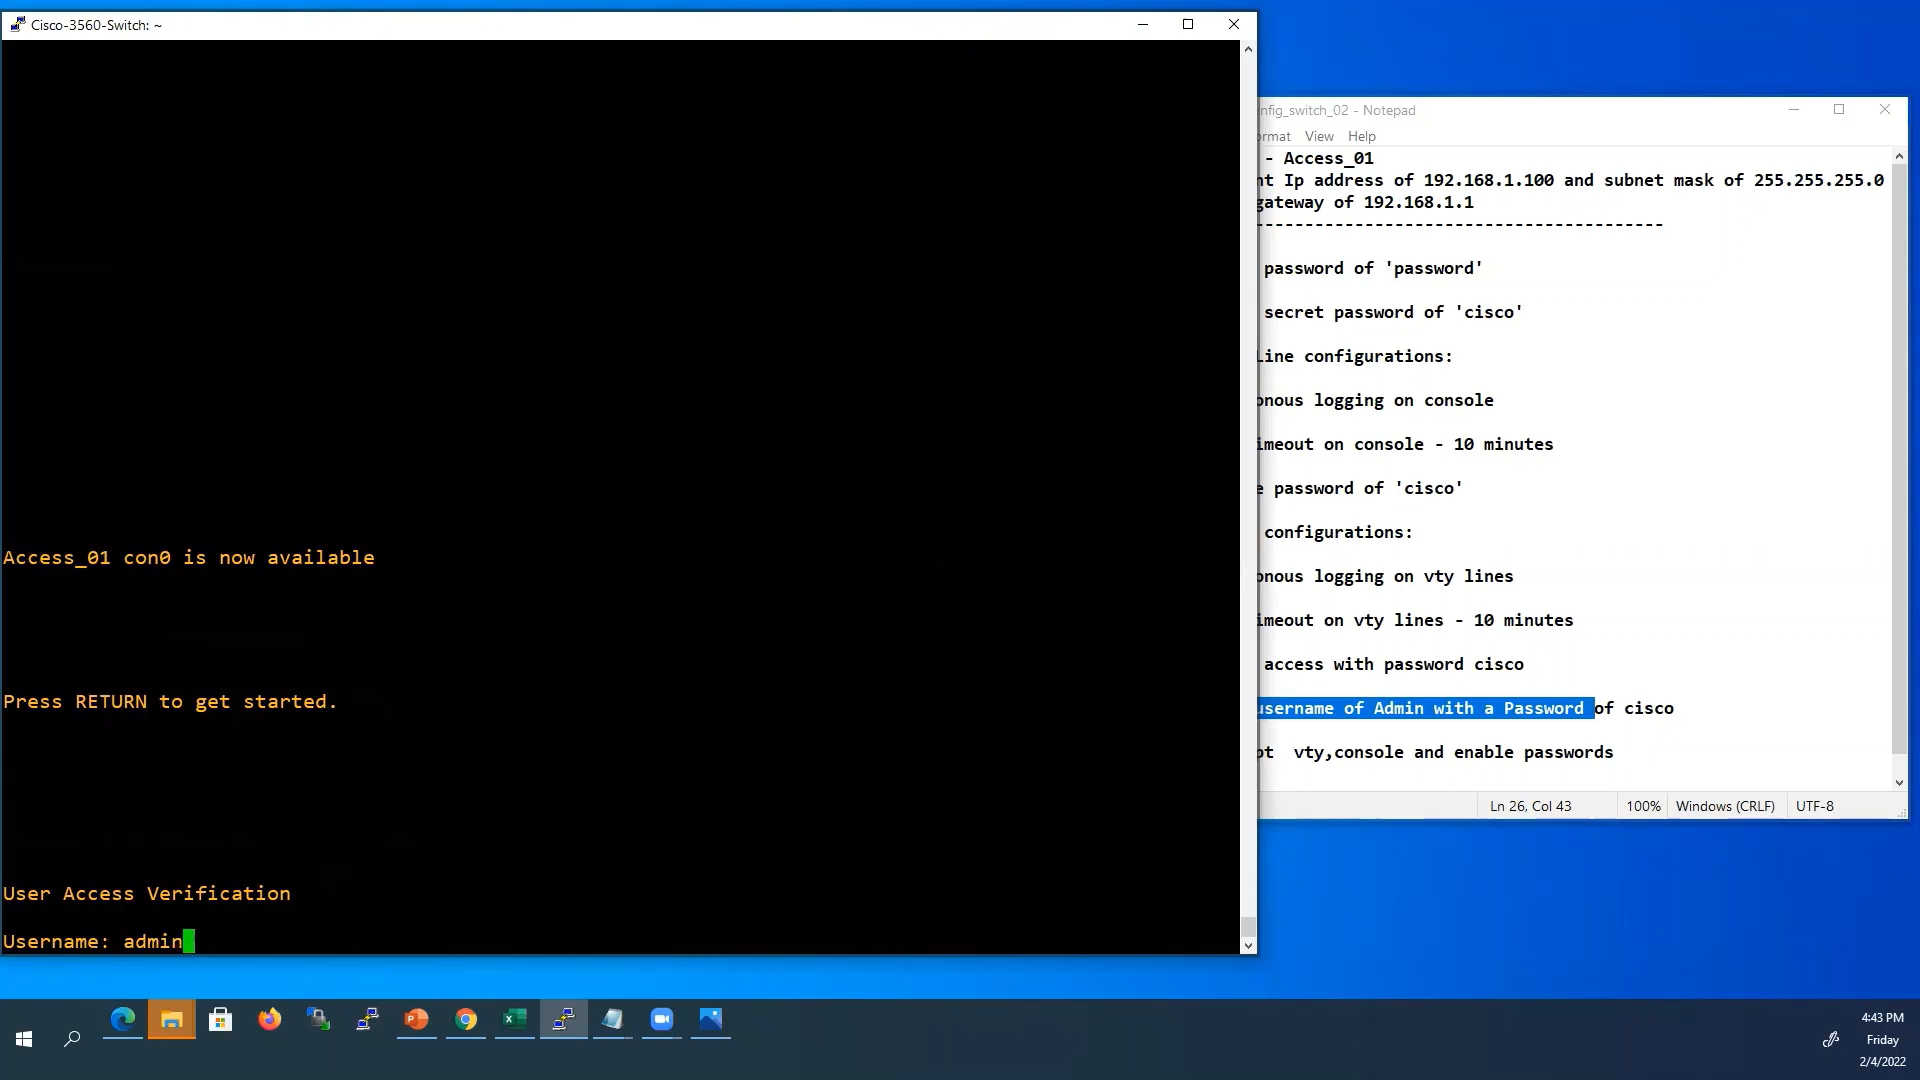 Cisco-3560-Switch: ~
Access_01 con0 is now available
Press RETURN to get started.
User Access Verification
Username: admin
nfig_switch_02 - Notepad
ormat View Help
- Access_01
nt Ip address of 192.168.1.100 and subnet mask of 255.255.255.0
gateway of 192.168.1.1
-----------------------------------------
password of 'password'
secret password of 'cisco'
Line configurations:
onous logging on console
imeout on console - 10 minutes
e password of 'cisco'
configurations:
onous logging on vty lines
imeout on vty lines - 10 minutes
access with password cisco
username of Admin with a Password of cisco
pt  vty,console and enable passwords
Ln 26, Col 43 100% Windows (CRLF) UTF-8
4:43 PM
Friday
2/4/2022